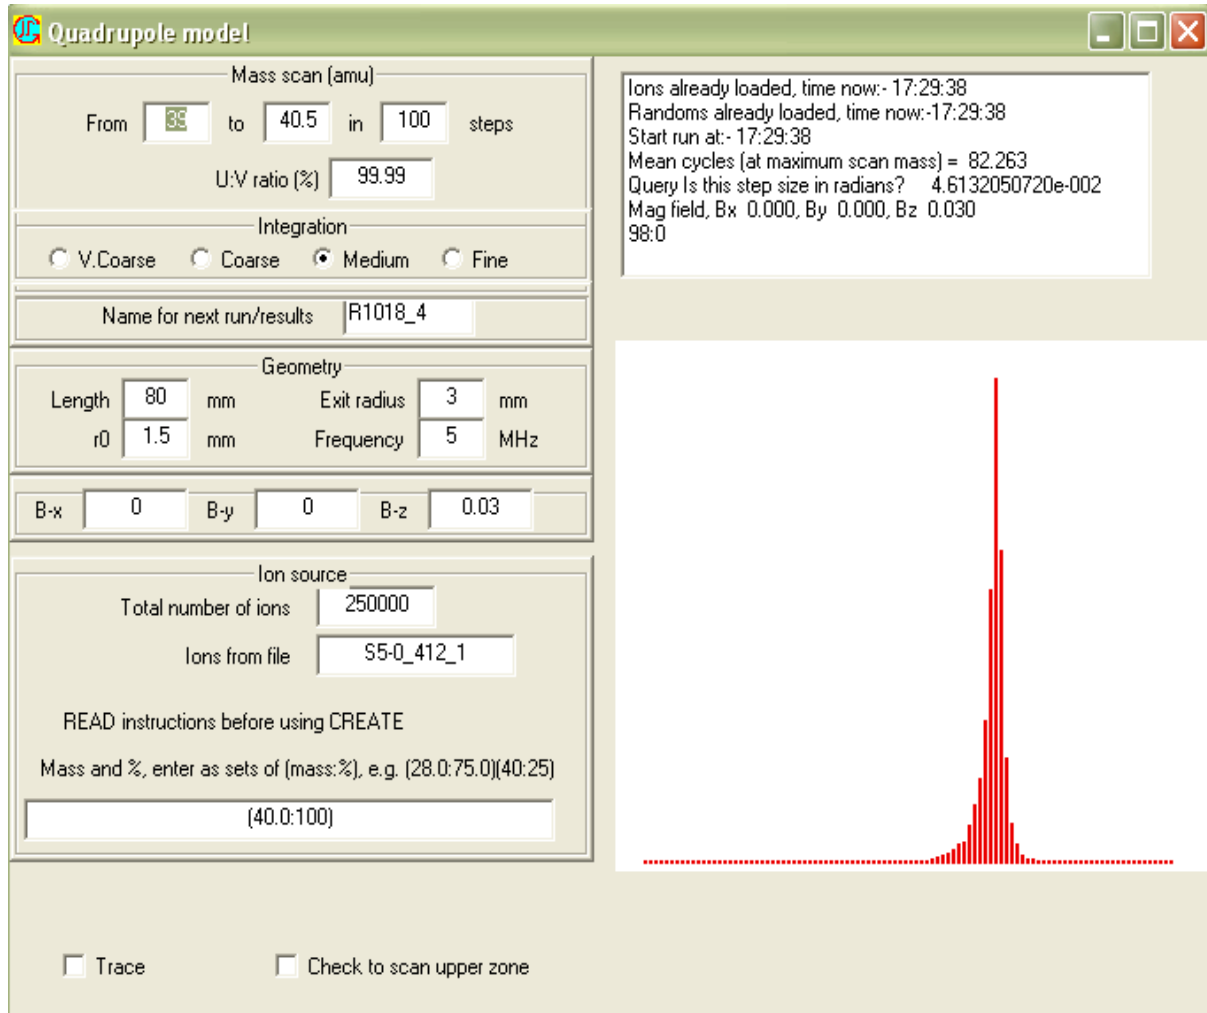 Quadrupole model
Mass scan (amu)
From 39 to 40.5 in 100 steps
U:V ratio (%) 99.99
Integration
V.Coarse Coarse Medium Fine
Name for next run/results R1018_4
Geometry
Length 80 mm Exit radius 3 mm
r0 1.5 mm Frequency 5 MHz
B-x 0 B-y 0 B-z 0.03
Ion source
Total number of ions 250000
Ions from file S5-0_412_1
READ instructions before using CREATE
Mass and %, enter as sets of (mass:%), e.g. (28.0:75.0)(40:25)
(40.0:100)
Trace Check to scan upper zone
Ions already loaded, time now:- 17:29:38
Randoms already loaded, time now:-17:29:38
Start run at:- 17:29:38
Mean cycles (at maximum scan mass) = 82.263
Query Is this step size in radians? 4.6132050720e-002
Mag field, Bx 0.000, By 0.000, Bz 0.030
98:0